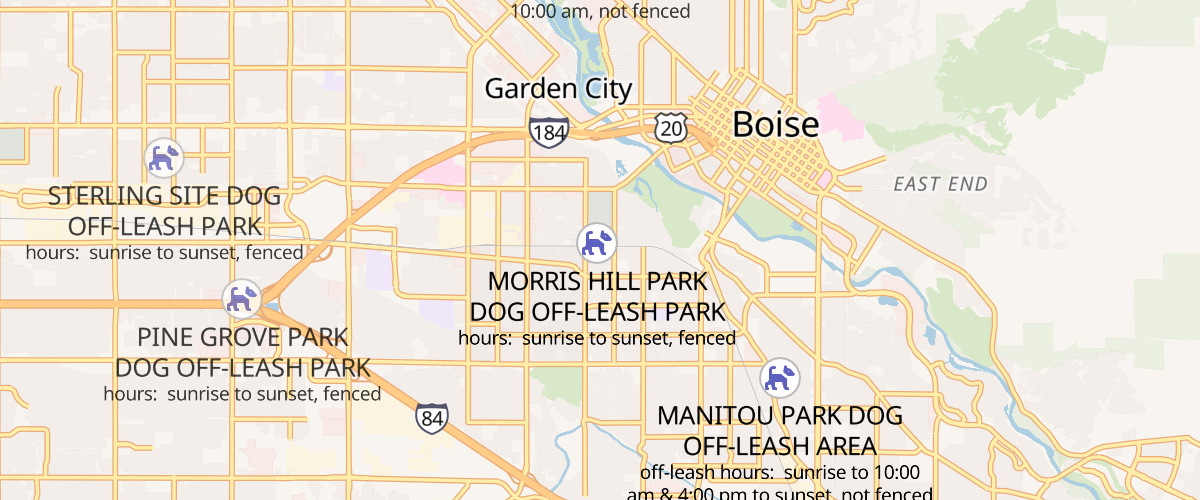 10:00 am, not fenced
Garden City
184
20
Boise
EAST END
STERLING SITE DOG
OFF-LEASH PARK
hours: sunrise to sunset, fenced
MORRIS HILL PARK
DOG OFF-LEASH PARK
hours: sunrise to sunset, fenced
PINE GROVE PARK
DOG OFF-LEASH PARK
hours: sunrise to sunset, fenced
84
MANITOU PARK DOG
OFF-LEASH AREA
off-leash hours: sunrise to 10:00
am & 4:00 pm to sunset, not fenced